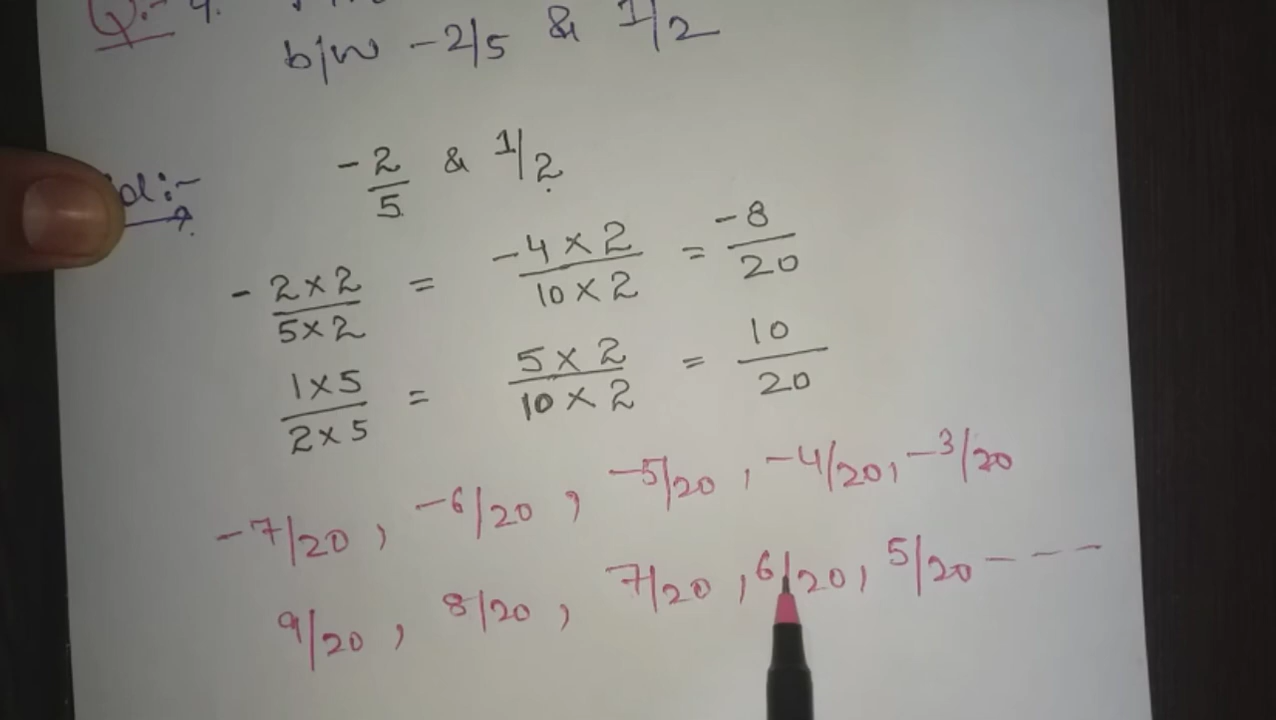 Q:- 9.
b/w -2/5 & 1/2
-2/5 & 1/2
- 2×2/5×2 = -4×2/10×2 = -8/20
1×5/2×5 = 5×2/10×2 = 10/20
-7/20, -6/20, -5/20, -4/20, -3/20
9/20, 8/20, 7/20, 6/20, 5/20 - - -